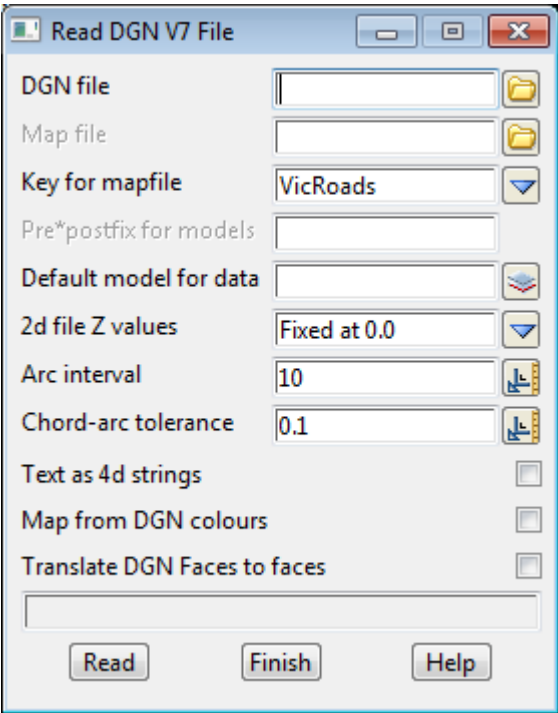 Read DGN V7 File
DGN file
Map file
Key for mapfile VicRoads
Pre*postfix for models
Default model for data
2d file Z values Fixed at 0.0
Arc interval 10
Chord-arc tolerance 0.1
Text as 4d strings
Map from DGN colours
Translate DGN Faces to faces
Read Finish Help